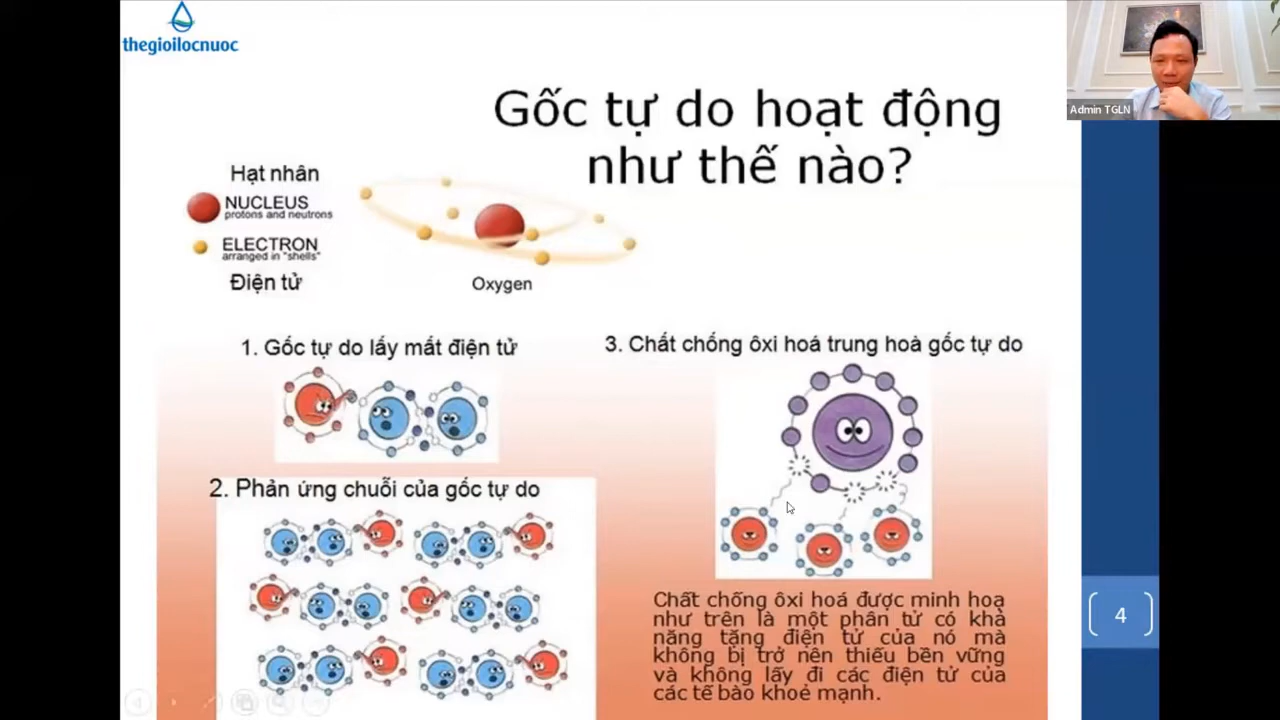 thegioilocnuoc
Admin TGLN
Gốc tự do hoạt động
như thế nào?
Hạt nhân
NUCLEUS
protons and neutrons
ELECTRON
arranged in "shells"
Điện tử
Oxygen
1. Gốc tự do lấy mất điện tử
2. Phản ứng chuỗi của gốc tự do
3. Chất chống ôxi hoá trung hoà gốc tự do
Chất chống ôxi hoá được minh hoạ
như trên là một phân tử có khả
năng tặng điện tử của nó mà
không bị trở nên thiếu bền vững
và không lấy đi các điện tử của
các tế bào khoẻ mạnh.
4